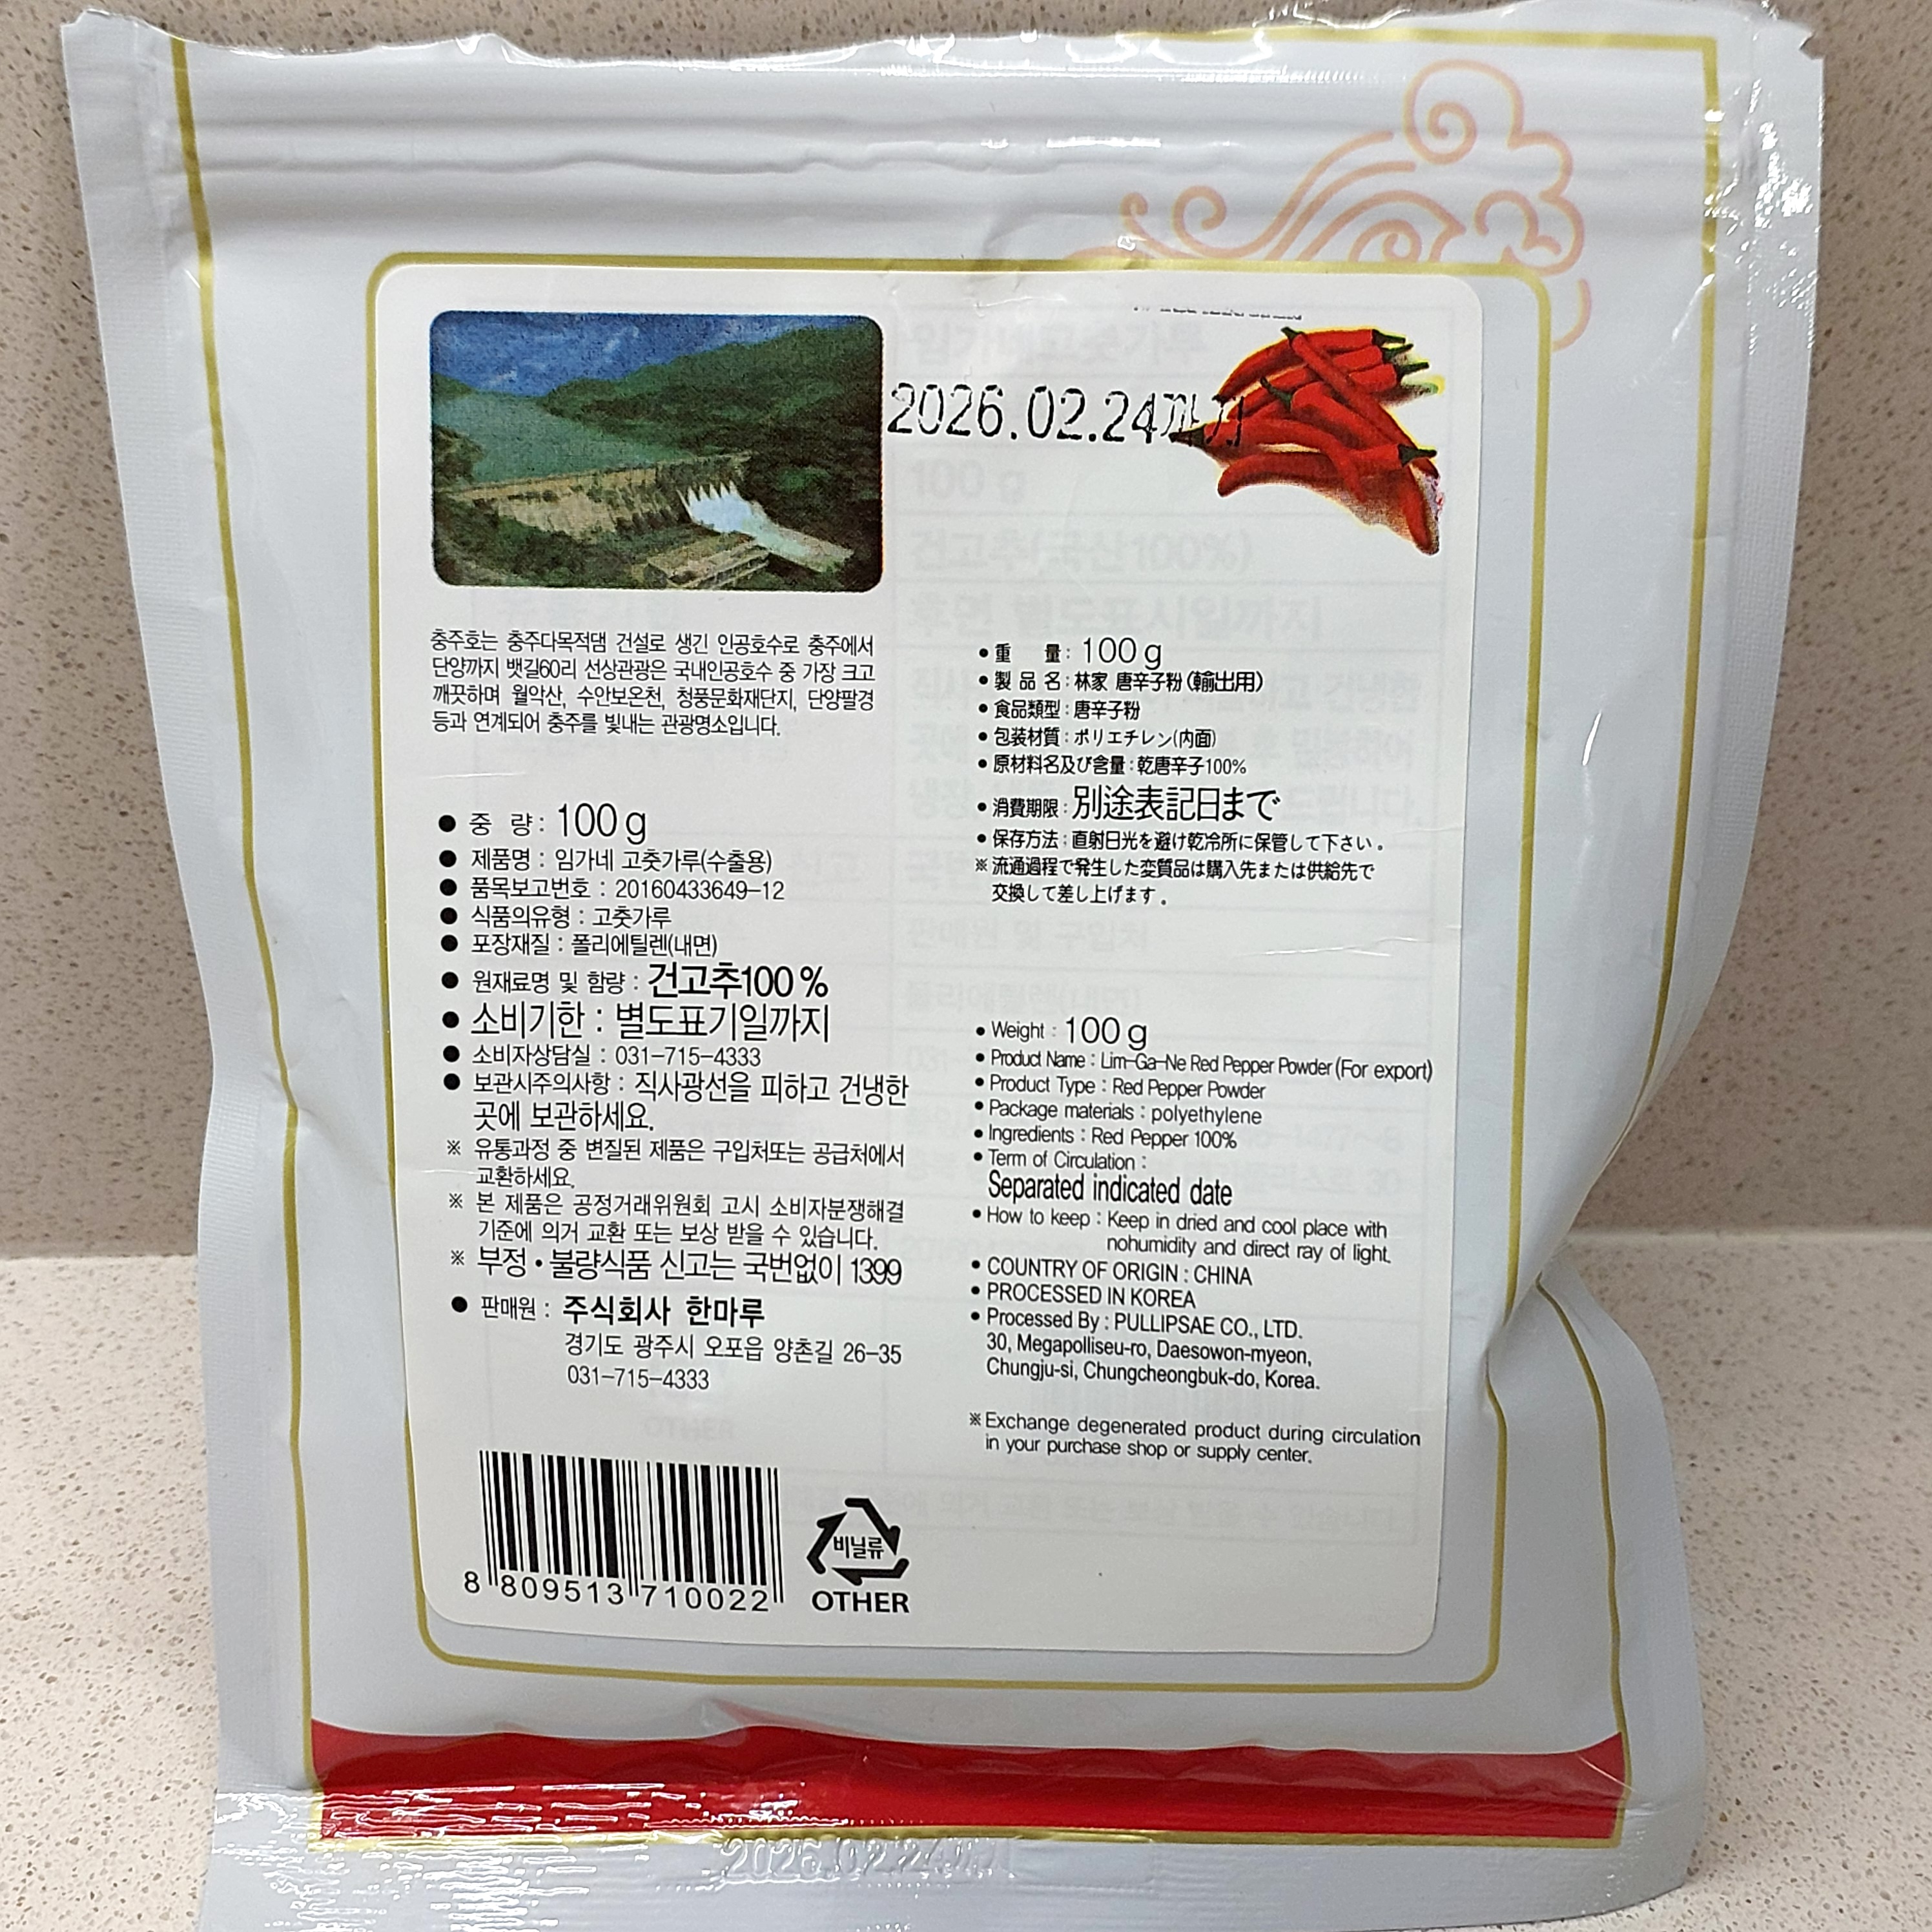 2026.02.24까지
충주호는 충주다목적댐 건설로 생긴 인공호수로 충주에서
단양까지 뱃길60리 선상관광은 국내인공호수 중 가장 크고
깨끗하며 월악산, 수안보온천, 청풍문화재단지, 단양팔경
등과 연계되어 충주를 빛내는 관광명소입니다.
● 중 량 : 100 g
● 제품명 : 임가네 고춧가루(수출용)
● 품목보고번호 : 20160433649-12
● 식품의유형 : 고춧가루
● 포장재질 : 폴리에틸렌(내면)
● 원재료명 및 함량 : 건고추100 %
● 소비기한 : 별도표기일까지
● 소비자상담실 : 031-715-4333
● 보관시주의사항 : 직사광선을 피하고 건냉한
곳에 보관하세요.
※ 유통과정 중 변질된 제품은 구입처또는 공급처에서
교환하세요.
※ 본 제품은 공정거래위원회 고시 소비자분쟁해결
기준에 의거 교환 또는 보상 받을 수 있습니다.
※ 부정 • 불량식품 신고는 국번없이 1399
● 판매원 : 주식회사 한마루
경기도 광주시 오포읍 양촌길 26-35
031-715-4333
8 809513 710022
비닐류
OTHER
• 重 量 : 100 g
• 製 品 名 : 林家 唐辛子粉 (輸出用)
• 食品類型 : 唐辛子粉
• 包装材質 : ポリエチレン(内面)
• 原材料名及び含量 : 乾唐辛子100%
• 消費期限 : 別途表記日まで
• 保存方法 : 直射日光を避け乾冷所に保管して下さい。
※ 流通過程で発生した変質品は購入先または供給先で
交換して差し上げます。
• Weight : 100 g
• Product Name : Lim-Ga-Ne Red Pepper Powder (For export)
• Product Type : Red Pepper Powder
• Package materials : polyethylene
• Ingredients : Red Pepper 100%
• Term of Circulation :
Separated indicated date
• How to keep : Keep in dried and cool place with
nohumidity and direct ray of light.
• COUNTRY OF ORIGIN : CHINA
• PROCESSED IN KOREA
• Processed By : PULLIPSAE CO., LTD.
30, Megapolliseu-ro, Daesowon-myeon,
Chungju-si, Chungcheongbuk-do, Korea.
※ Exchange degenerated product during circulation
in your purchase shop or supply center.
2026.02.24까지